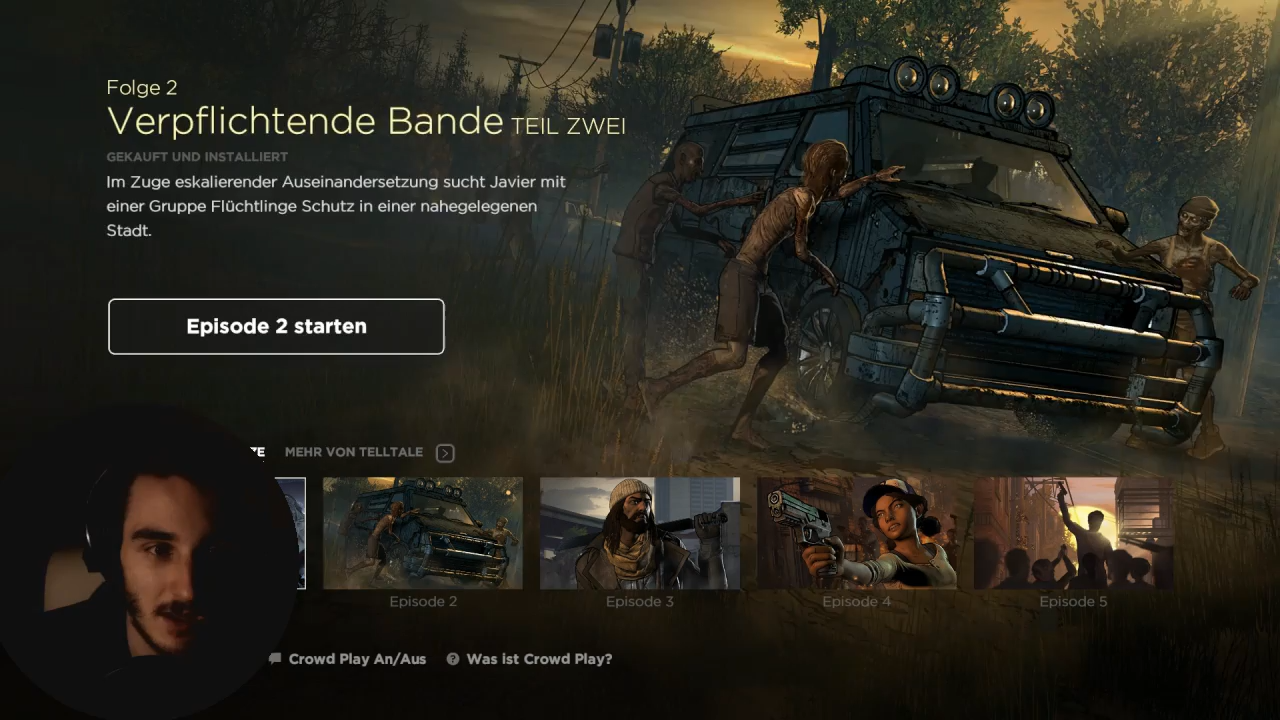 Folge 2
Verpflichtende Bande TEIL ZWEI
GEKAUFT UND INSTALLIERT
Im Zuge eskalierender Auseinandersetzung sucht Javier mit
einer Gruppe Flüchtlinge Schutz in einer nahegelegenen
Stadt.
Episode 2 starten
MEHR VON TELLTALE
Episode 2 Episode 3 Episode 4 Episode 5
Crowd Play An/Aus Was ist Crowd Play?